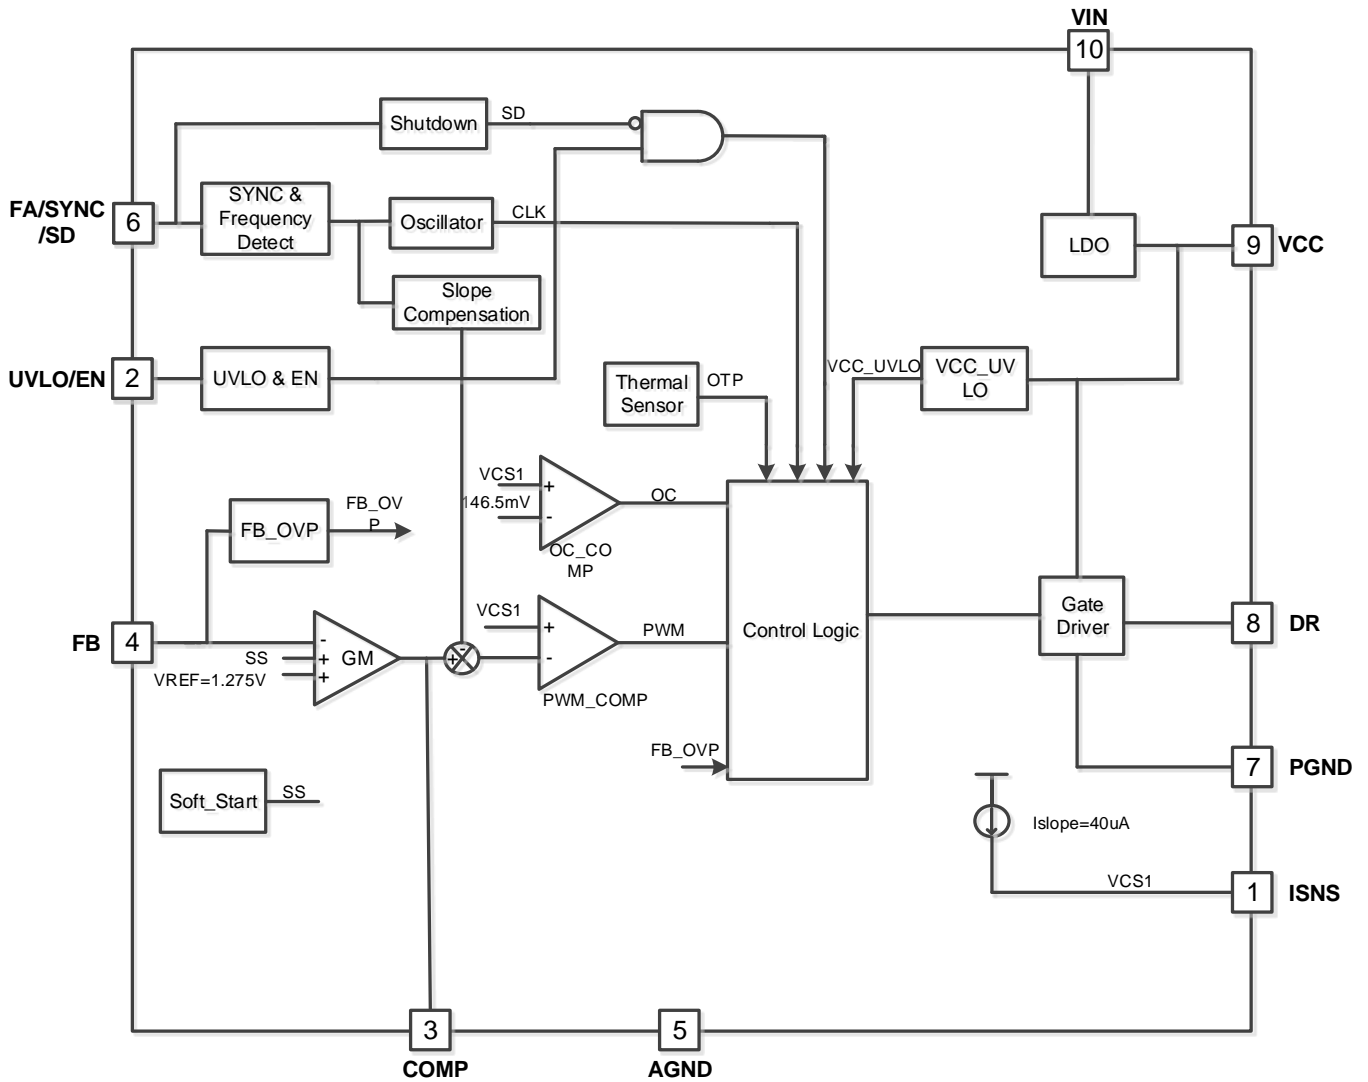 VIN
10
Shutdown
SD
FA/SYNC
/SD
6
SYNC &
Frequency
Detect
Oscillator
CLK
LDO
9
VCC
Slope
Compensation
UVLO/EN
2
UVLO & EN
Thermal
Sensor
OTP
VCC_UVLO
VCC_UV
LO
VCS1
+
146.5mV
-
OC
OC_CO
MP
FB_OVP
FB_OV
P
FB
4
-
SS
+
VREF=1.275V
+
GM
+
-
VCS1
+
-
PWM
PWM_COMP
Control Logic
Gate
Driver
8
DR
FB_OVP
7
PGND
Soft_Start
SS
Islope=40uA
VCS1
1
ISNS
3
COMP
5
AGND